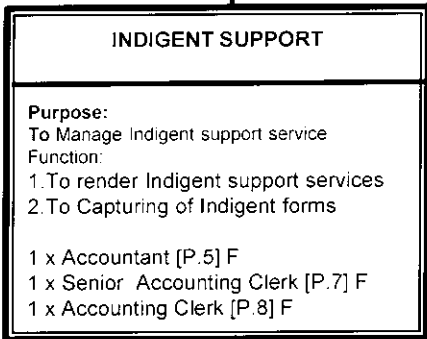 INDIGENT SUPPORT
Purpose:
To Manage Indigent support service
Function:
1.To render Indigent support services
2.To Capturing of Indigent forms
1 x Accountant [P.5] F
1 x Senior Accounting Clerk [P.7] F
1 x Accounting Clerk [P.8] F